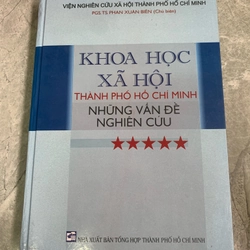 VIỆN NGHIÊN CỨU XÃ HỘI THÀNH PHỐ HỒ CHÍ MINH
PGS.TS. PHAN XUÂN BIÊN (Chủ biên)
KHOA HỌC
XÃ HỘI
THÀNH PHỐ HỒ CHÍ MINH
NHỮNG VẤN ĐỀ
NGHIÊN CỨU
NHÀ XUẤT BẢN TỔNG HỢP THÀNH PHỐ HỒ CHÍ MINH